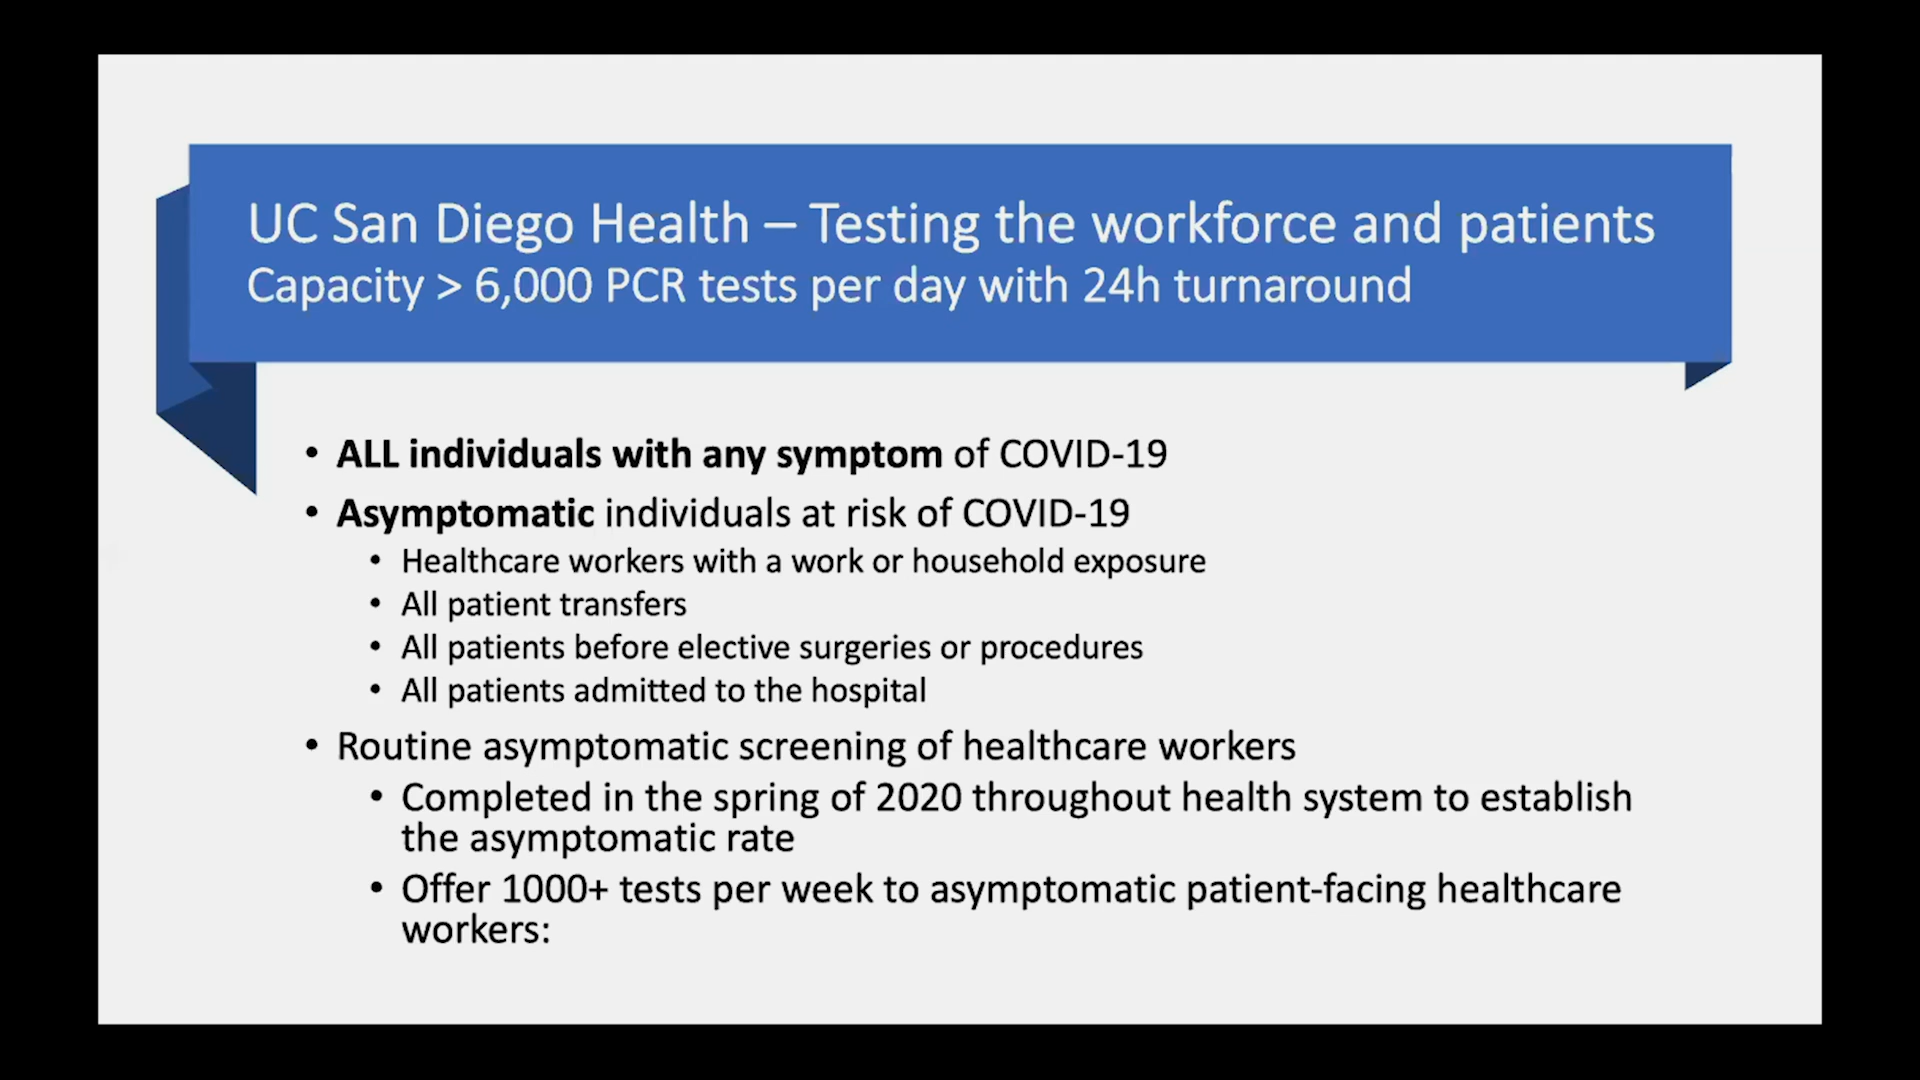 UC San Diego Health – Testing the workforce and patients
Capacity > 6,000 PCR tests per day with 24h turnaround
• ALL individuals with any symptom of COVID-19
• Asymptomatic individuals at risk of COVID-19
• Healthcare workers with a work or household exposure
• All patient transfers
• All patients before elective surgeries or procedures
• All patients admitted to the hospital
• Routine asymptomatic screening of healthcare workers
• Completed in the spring of 2020 throughout health system to establish
the asymptomatic rate
• Offer 1000+ tests per week to asymptomatic patient-facing healthcare
workers: